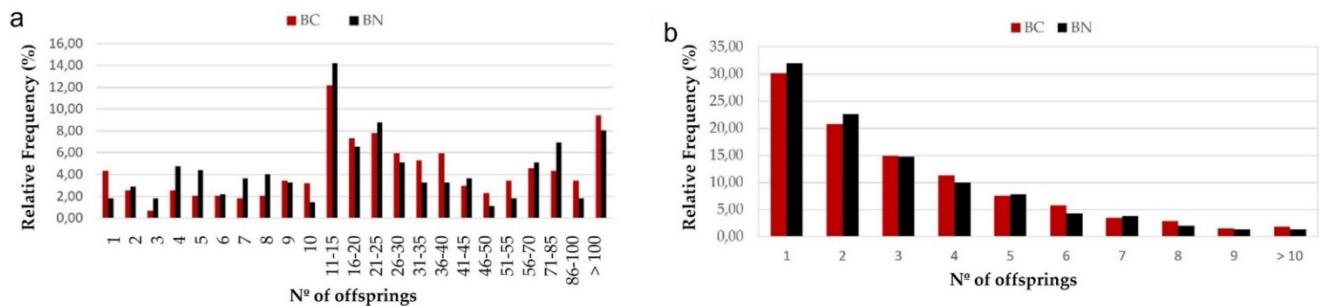 a
BC BN
Relative Frequency (%)
16,00
14,00
12,00
10,00
8,00
6,00
4,00
2,00
0,00
1 2 3 4 5 6 7 8 9 10 11-15 16-20 21-25 26-30 31-35 36-40 41-45 46-50 51-55 56-70 71-85 86-100 > 100
Nº of offsprings
b
BC BN
Relative Frequency (%)
35,00
30,00
25,00
20,00
15,00
10,00
5,00
0,00
1 2 3 4 5 6 7 8 9 > 10
Nº of offsprings